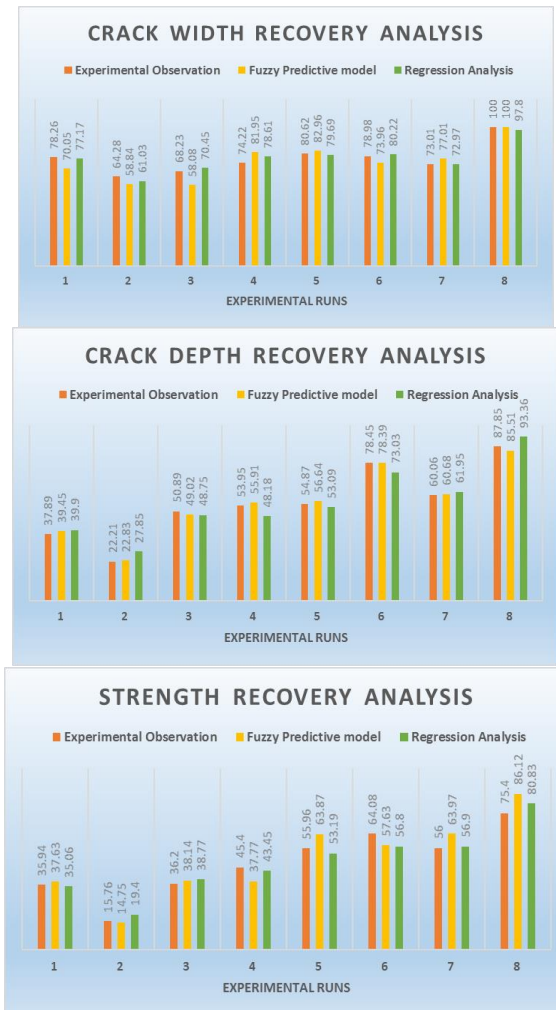 CRACK WIDTH RECOVERY ANALYSIS
Experimental Observation Fuzzy Predictive model Regression Analysis
78.26 70.05 77.17 64.28 58.84 61.03 68.23 58.08 70.45 74.22 81.95 78.61 80.62 82.96 79.69 78.98 73.96 80.22 73.01 77.01 72.97 100 100 97.8
1 2 3 4 5 6 7 8
EXPERIMENTAL RUNS
CRACK DEPTH RECOVERY ANALYSIS
Experimental Observation Fuzzy Predictive model Regression Analysis
37.89 39.45 39.9 22.21 22.83 27.85 50.89 49.02 48.75 53.95 55.91 48.18 54.87 56.64 53.09 78.45 78.39 73.03 60.06 60.68 61.95 87.85 85.51 93.36
1 2 3 4 5 6 7 8
EXPERIMENTAL RUNS
STRENGTH RECOVERY ANALYSIS
Experimental Observation Fuzzy Predictive model Regression Analysis
35.94 37.63 35.06 15.76 14.75 19.4 36.2 38.14 38.77 45.4 37.77 43.45 55.96 63.87 53.19 64.08 57.63 56.8 56 63.97 56.9 75.4 86.12 80.83
1 2 3 4 5 6 7 8
EXPERIMENTAL RUNS